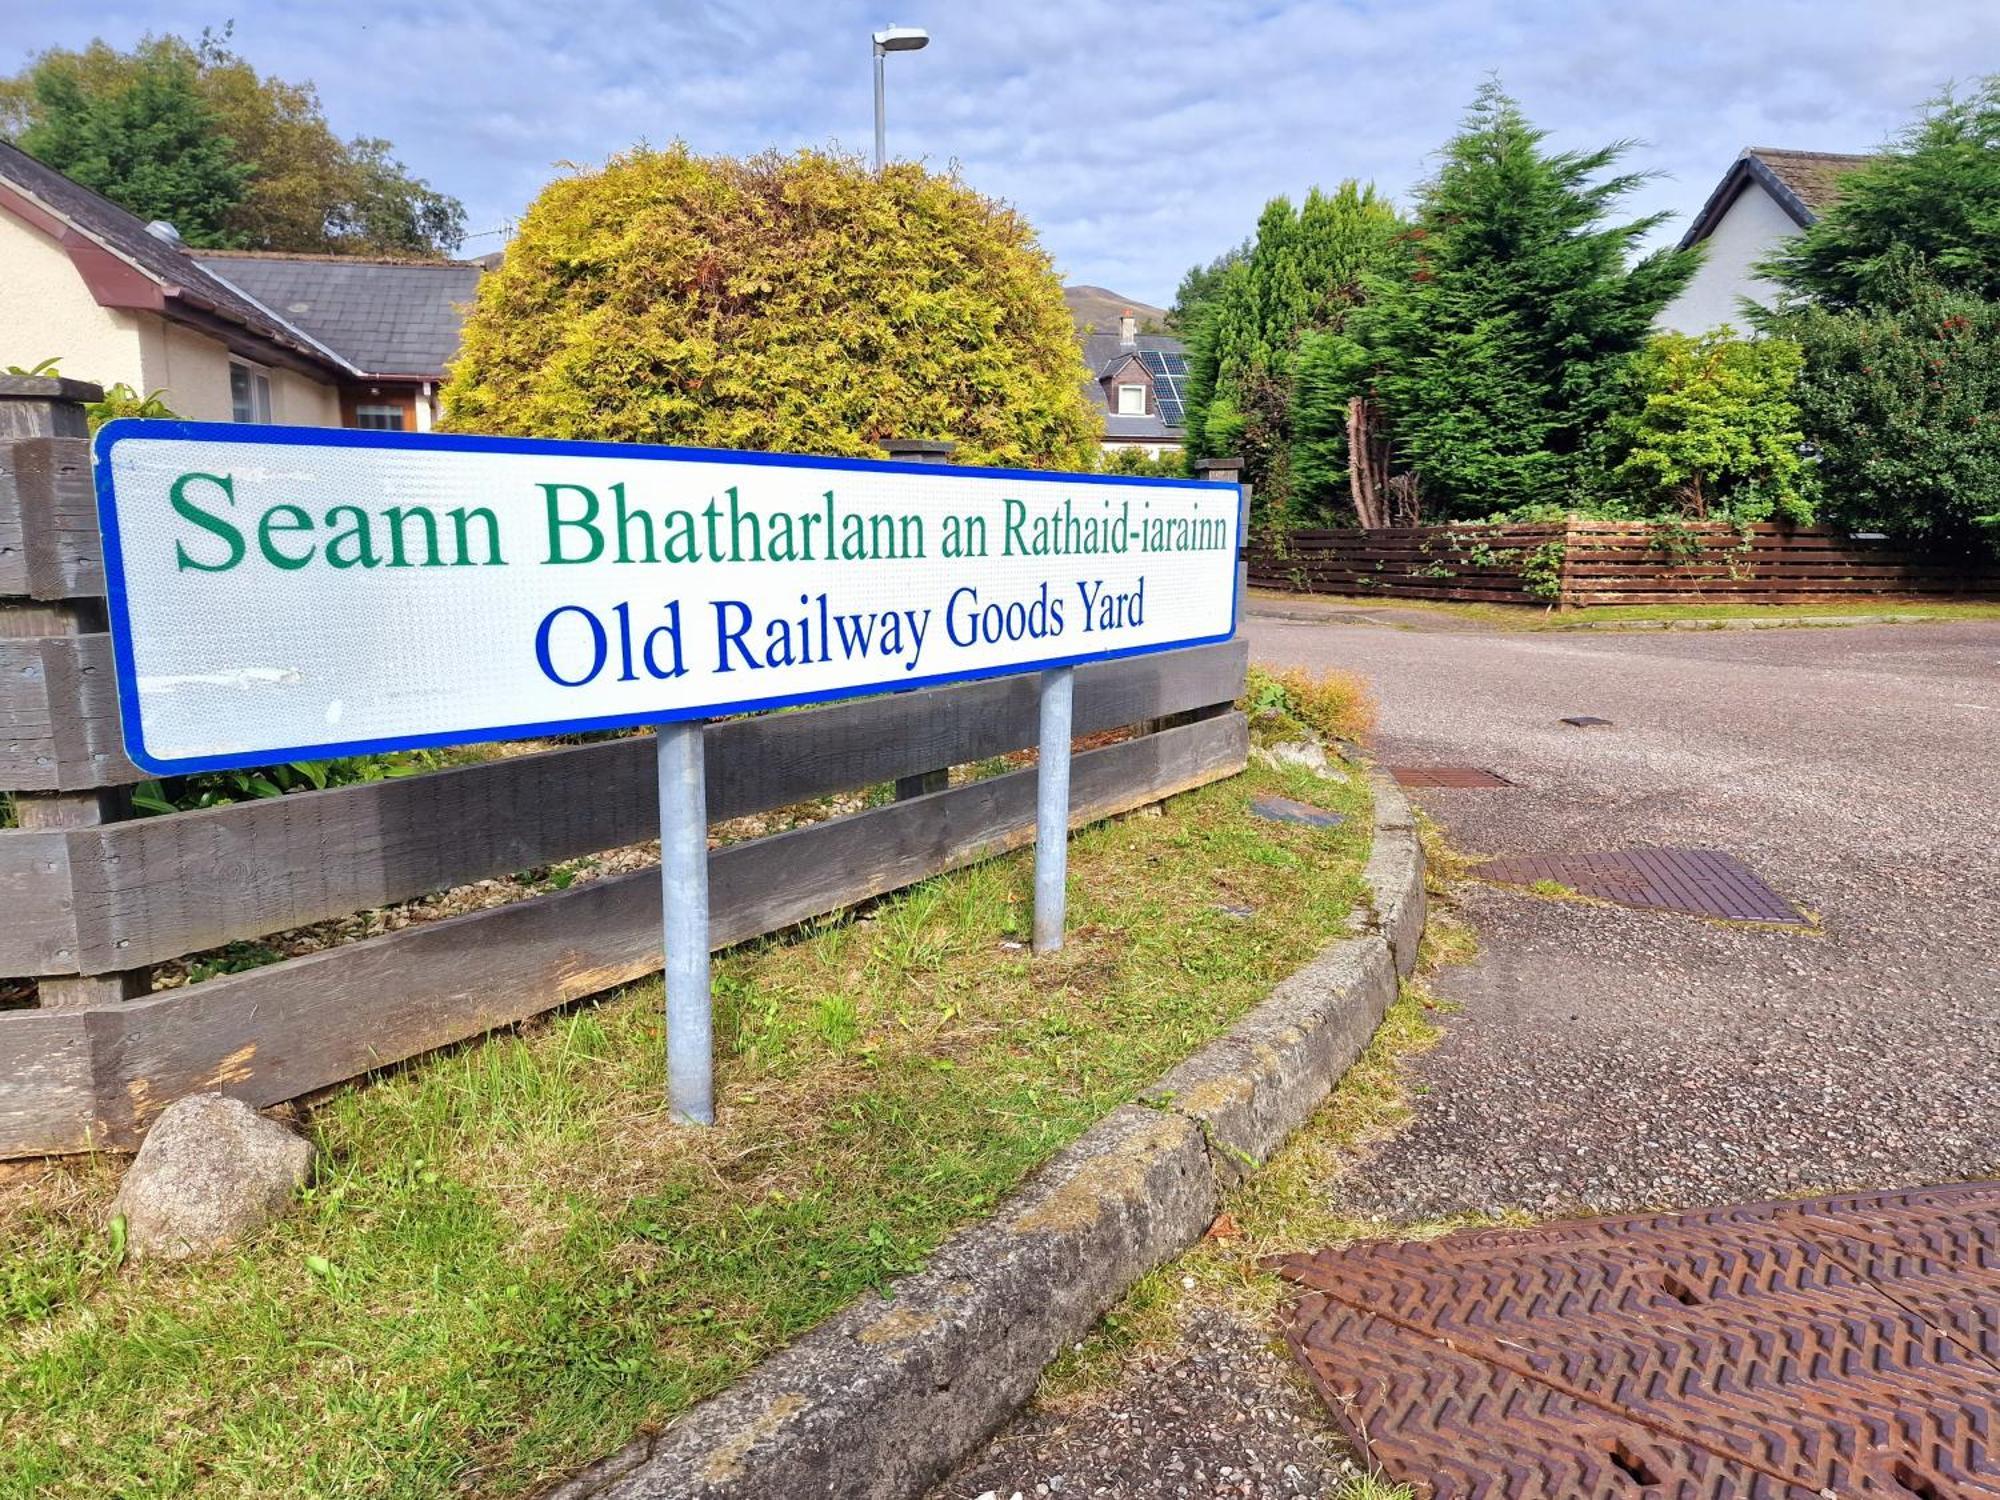 Seann Bhatharlann an Rathaid-iarainn
Old Railway Goods Yard